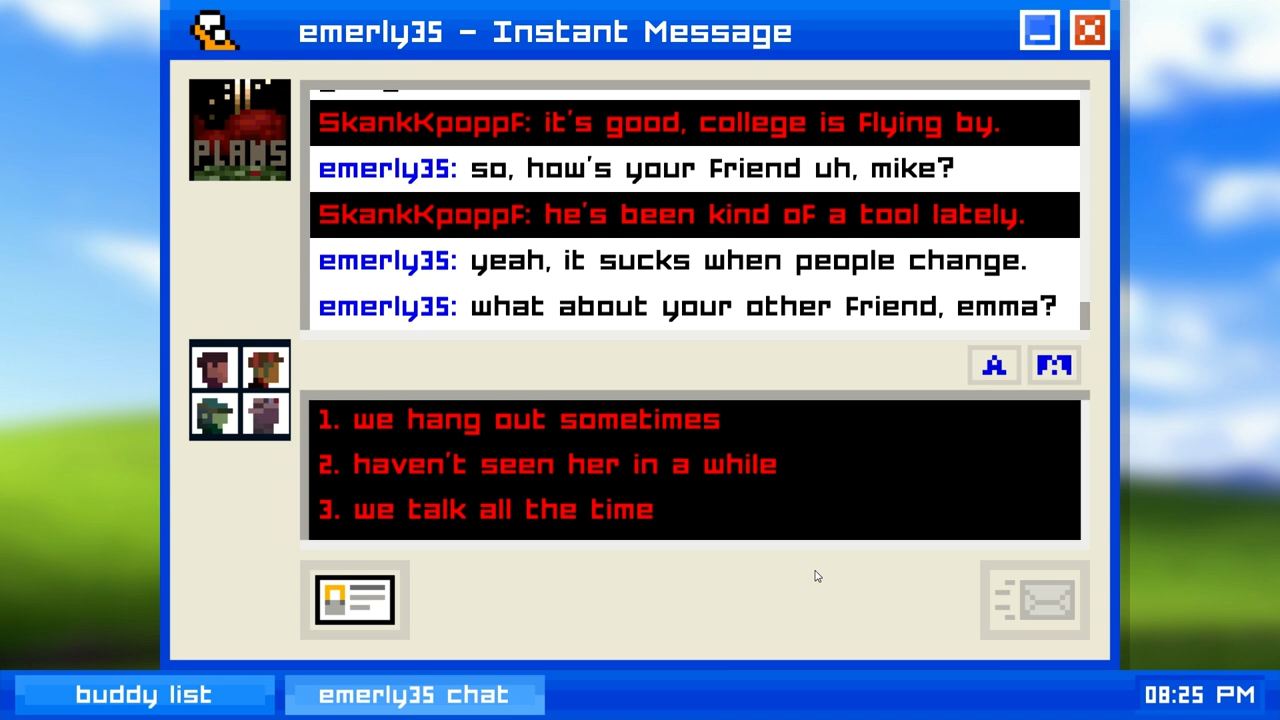 emerly35 - Instant Message
PLANS
SkankKpoppF: it's good, college is flying by.
emerly35: so, how's your friend uh, mike?
SkankKpoppF: he's been kind of a tool lately.
emerly35: yeah, it sucks when people change.
emerly35: what about your other friend, emma?
A
1. we hang out sometimes
2. haven't seen her in a while
3. we talk all the time
buddy list
emerly35 chat
08:25 PM